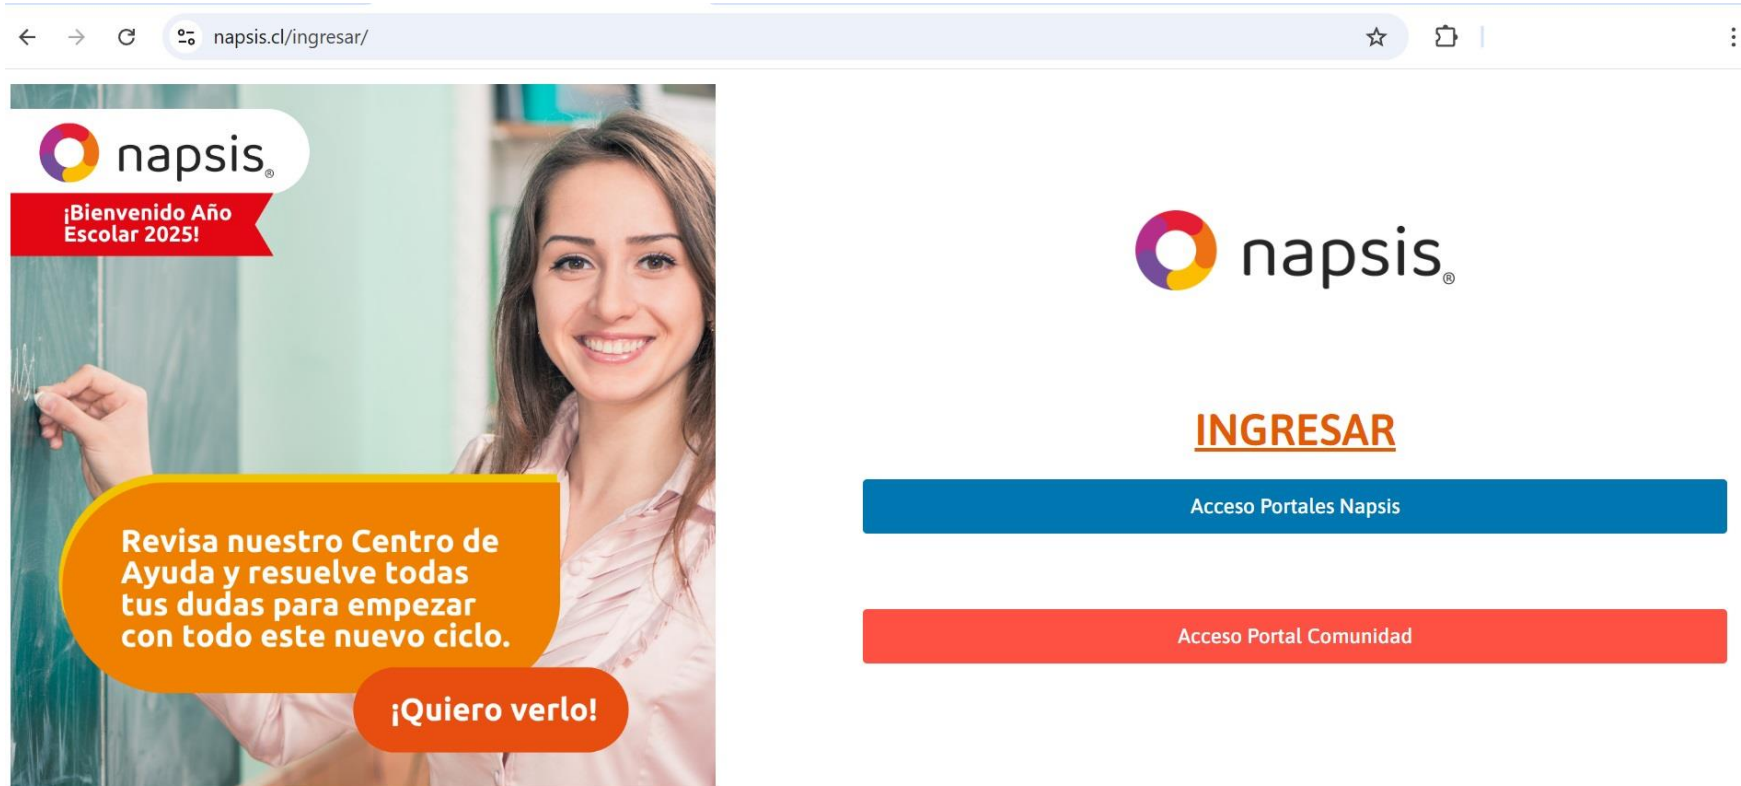 napsis.cl/ingresar/
napsis®
¡Bienvenido Año
Escolar 2025!
Revisa nuestro Centro de
Ayuda y resuelve todas
tus dudas para empezar
con todo este nuevo ciclo.
¡Quiero verlo!
napsis®
INGRESAR
Acceso Portales Napsis
Acceso Portal Comunidad